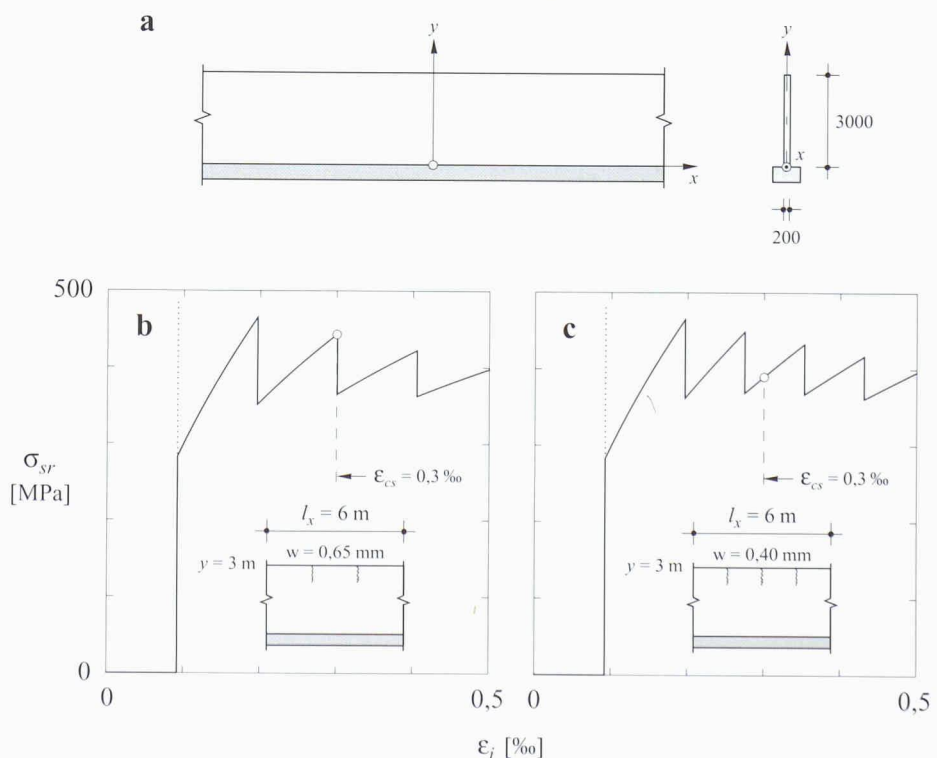 a
y
x
y
x
3000
200
500
b
c
σsr
[MPa]
εcs = 0,3 ‰
εcs = 0,3 ‰
lx = 6 m
w = 0,65 mm
y = 3 m
lx = 6 m
w = 0,40 mm
y = 3 m
0
0
0,5
0
0,5
εi [‰]